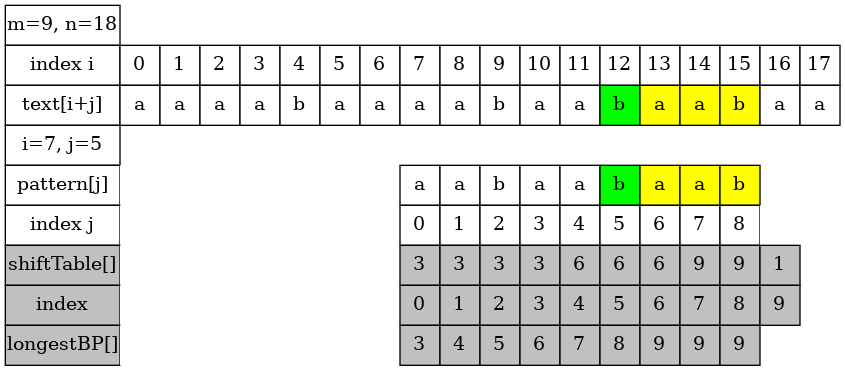 m=9, n=18
index i 0 1 2 3 4 5 6 7 8 9 10 11 12 13 14 15 16 17
text[i+j] a a a a b a a a a b a a b a a b a a
i=7, j=5
pattern[j] a a b a a b a a b
index j 0 1 2 3 4 5 6 7 8
shiftTable[] 3 3 3 3 6 6 6 9 9 1
index 0 1 2 3 4 5 6 7 8 9
longestBP[] 3 4 5 6 7 8 9 9 9